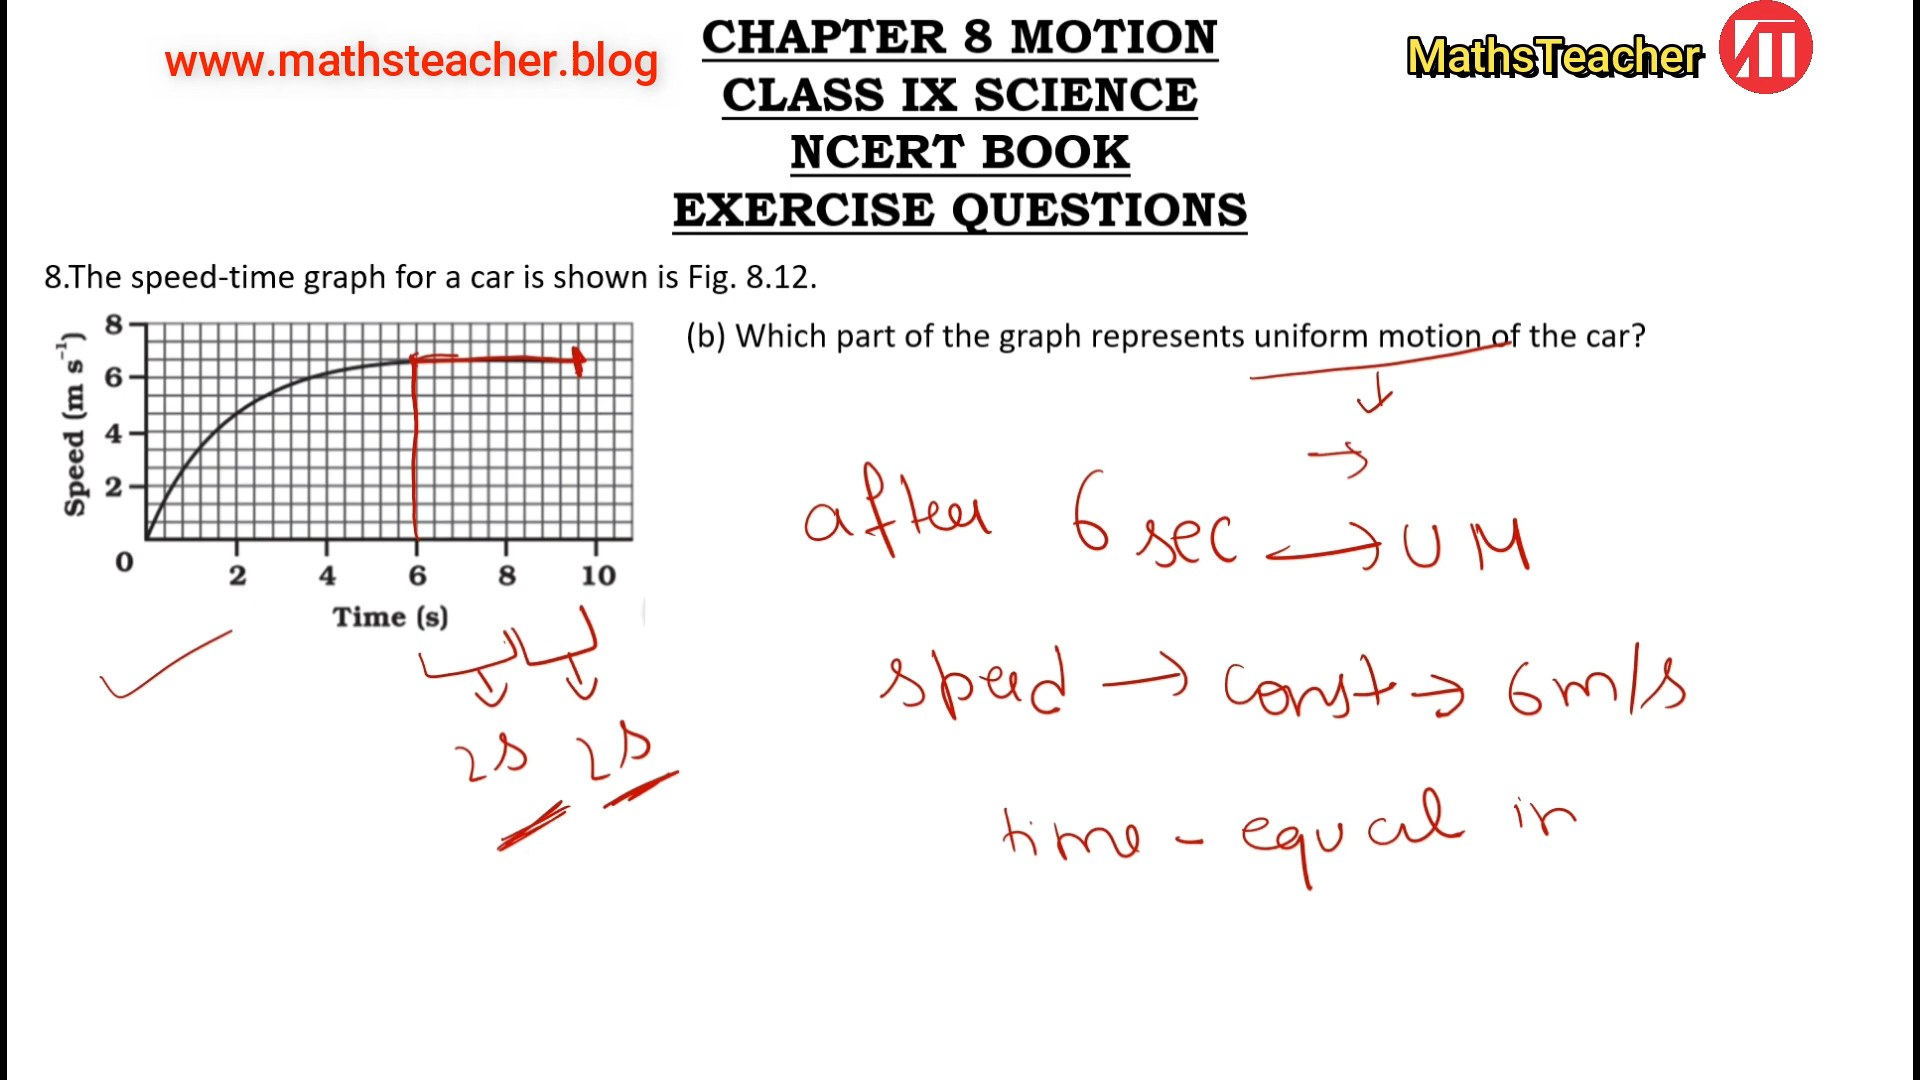 www.mathsteacher.blog
MathsTeacher
CHAPTER 8 MOTION
CLASS IX SCIENCE
NCERT BOOK
EXERCISE QUESTIONS
8.The speed-time graph for a car is shown is Fig. 8.12.
(b) Which part of the graph represents uniform motion of the car?
Speed (m s⁻¹)
8
6
4
2
0
2 4 6 8 10
Time (s)
after 6 sec → UM
speed → const → 6m/s
2s 2s
time - equal in